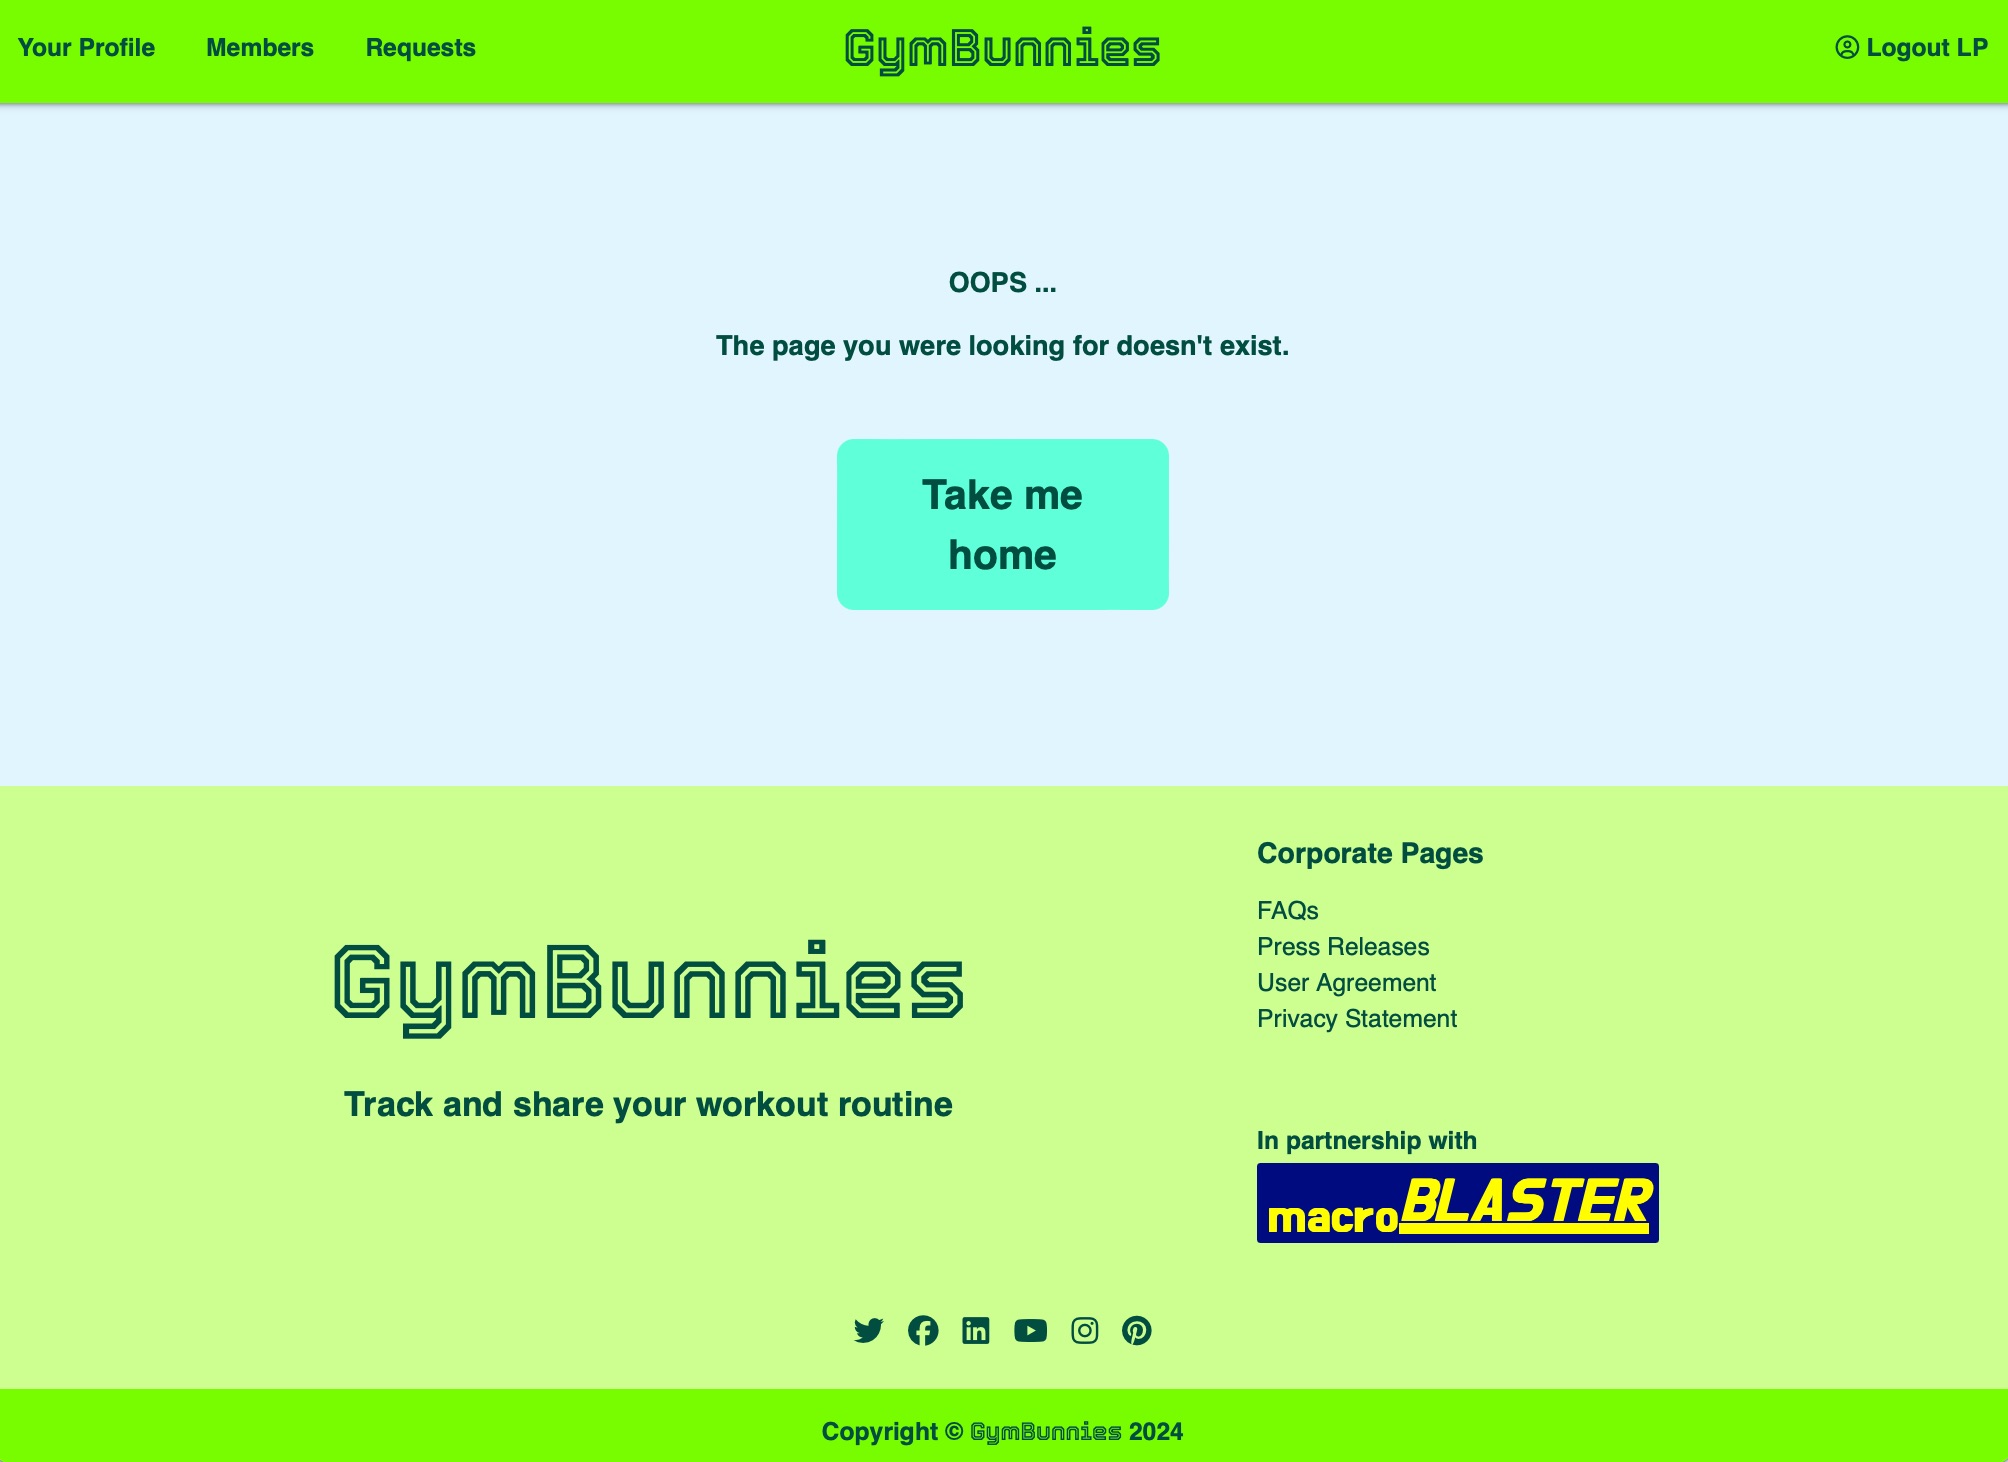 Your Profile Members Requests GymBunnies Logout LP
OOPS ...
The page you were looking for doesn't exist.
Take me
home
GymBunnies
Track and share your workout routine
Corporate Pages
FAQs
Press Releases
User Agreement
Privacy Statement
In partnership with
macroBLASTER
Copyright © GymBunnies 2024